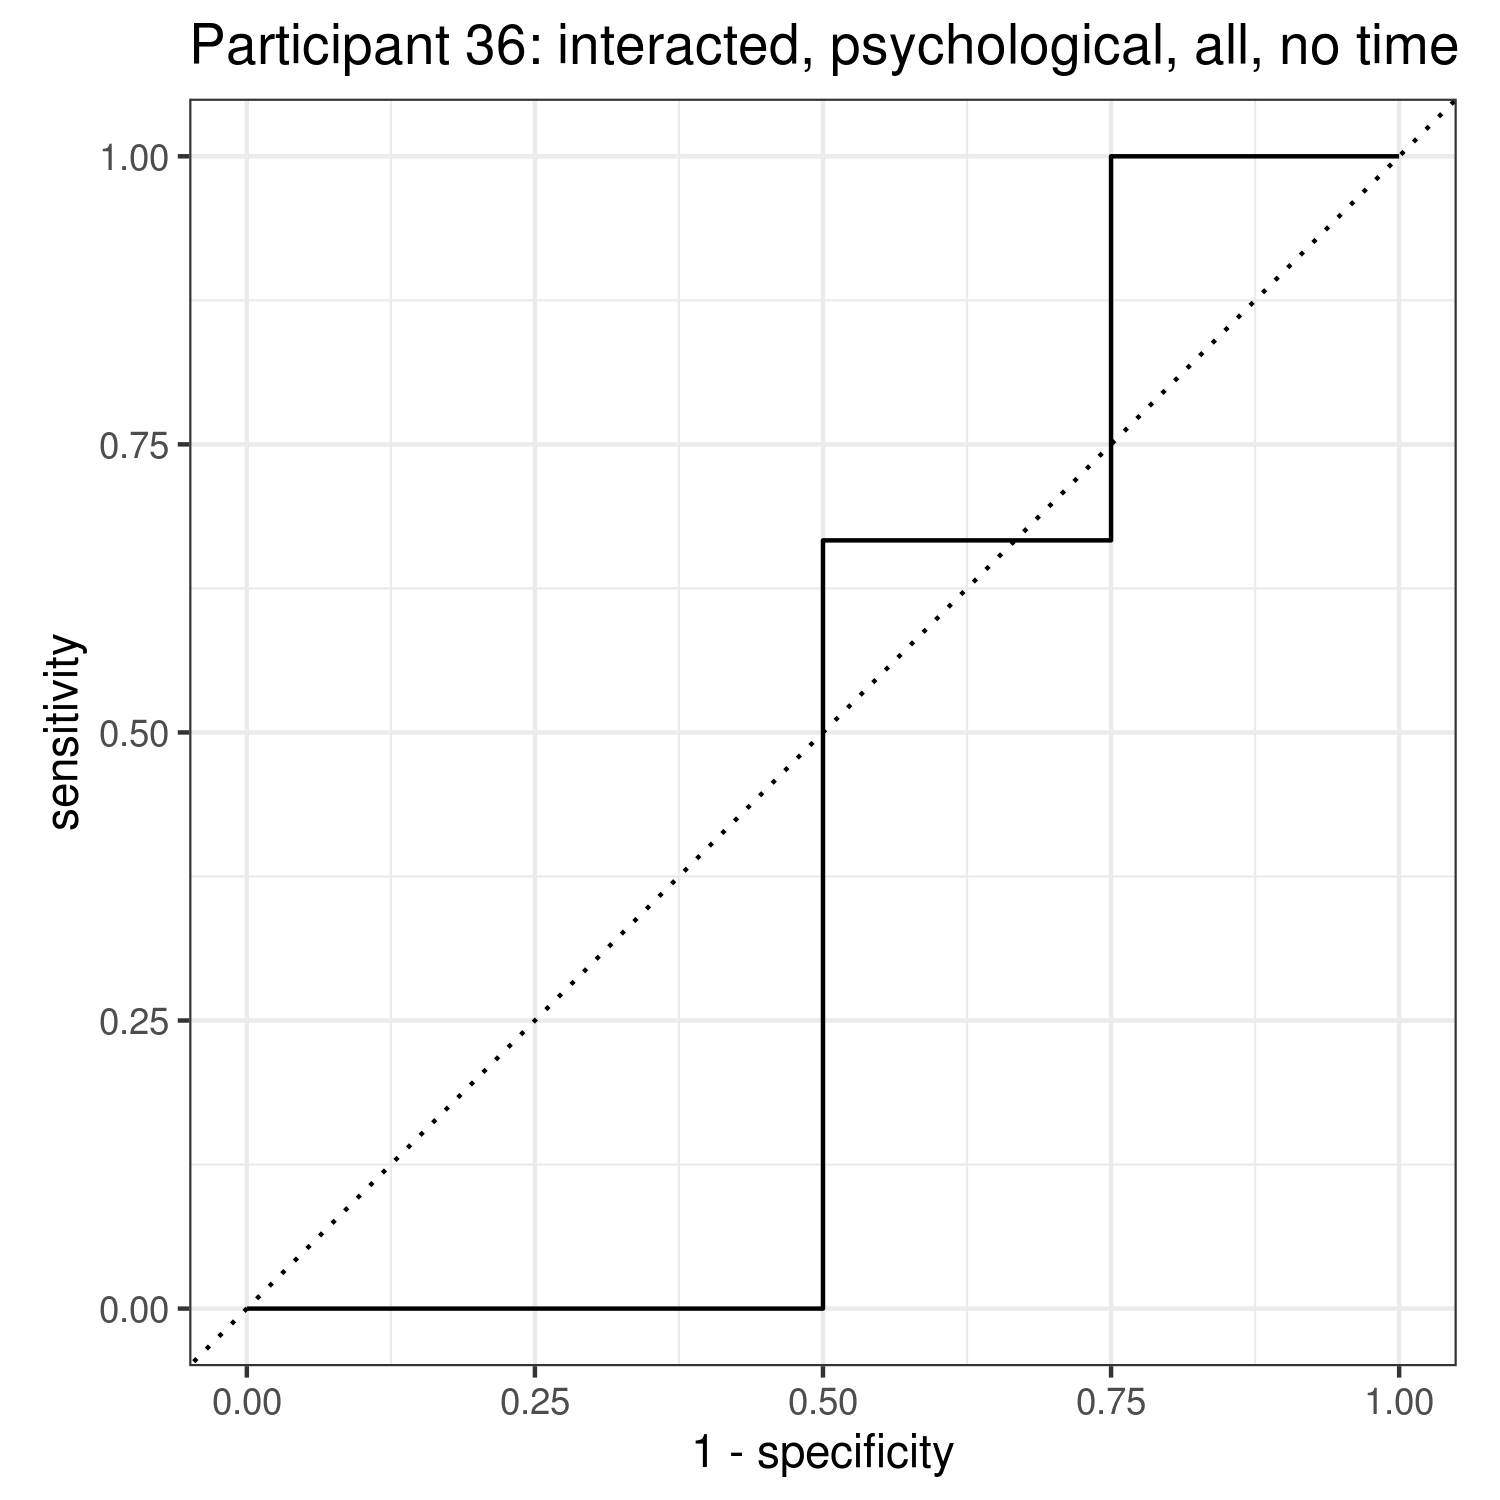 Participant 36: interacted, psychological, all, no time
1.00
0.75
0.50
0.25
0.00
sensitivity
0.00 0.25 0.50 0.75 1.00
1 - specificity